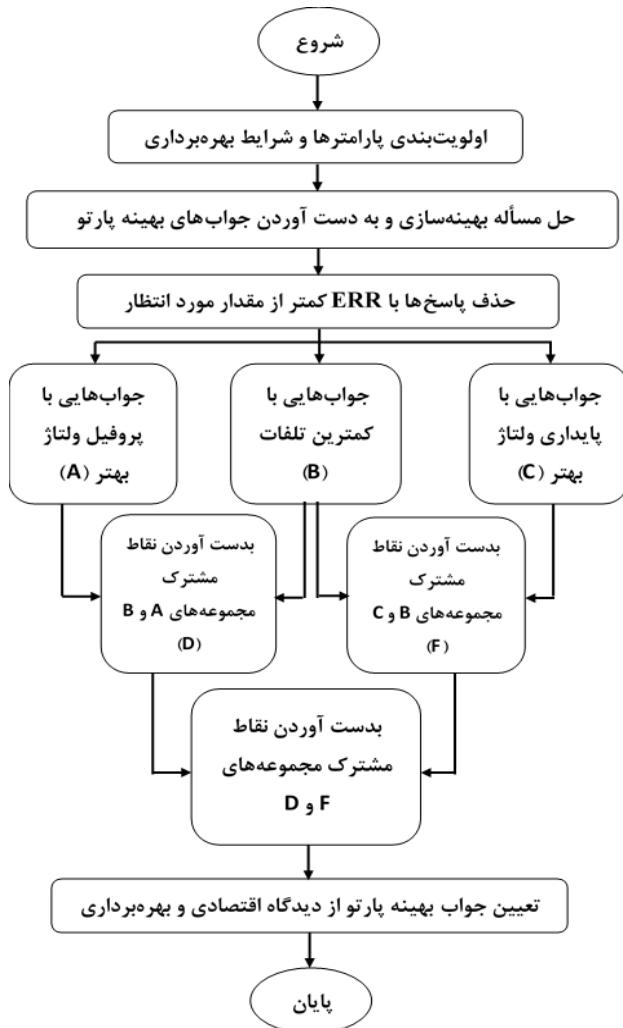 شروع
اولویت‌بندی پارامترها و شرایط بهره‌برداری
حل مسأله بهینه‌سازی و به دست آوردن جواب‌های بهینه پارتو
حذف پاسخ‌ها با ERR کمتر از مقدار مورد انتظار
جواب‌هایی با
پایداری ولتاژ
بهتر (C)
جواب‌هایی با
کمترین تلفات
(B)
جواب‌هایی با
پروفیل ولتاژ
بهتر (A)
بدست آوردن نقاط
مشترک
مجموعه‌های B و C
(F)
بدست آوردن نقاط
مشترک
مجموعه‌های A و B
(D)
بدست آوردن نقاط
مشترک مجموعه‌های
D و F
تعیین جواب بهینه پارتو از دیدگاه اقتصادی و بهره‌برداری
پایان